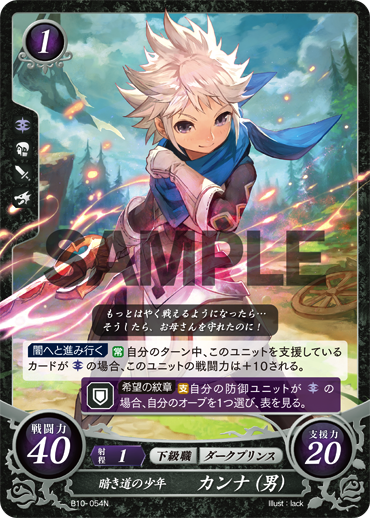 1
SAMPLE
もっとはやく戦えるようになったら…
そうしたら、お母さんを守れたのに！
闇へと進み行く 常 自分のターン中、このユニットを支援している
カードが の場合、このユニットの戦闘力は＋10される。
希望の紋章 支 自分の防御ユニットが の
場合、自分のオーブを1つ選び、表を見る。
戦闘力
40
射程 1 下級職 ダークプリンス
支援力
20
暗き道の少年 カンナ (男)
B10-054N Illust : lack